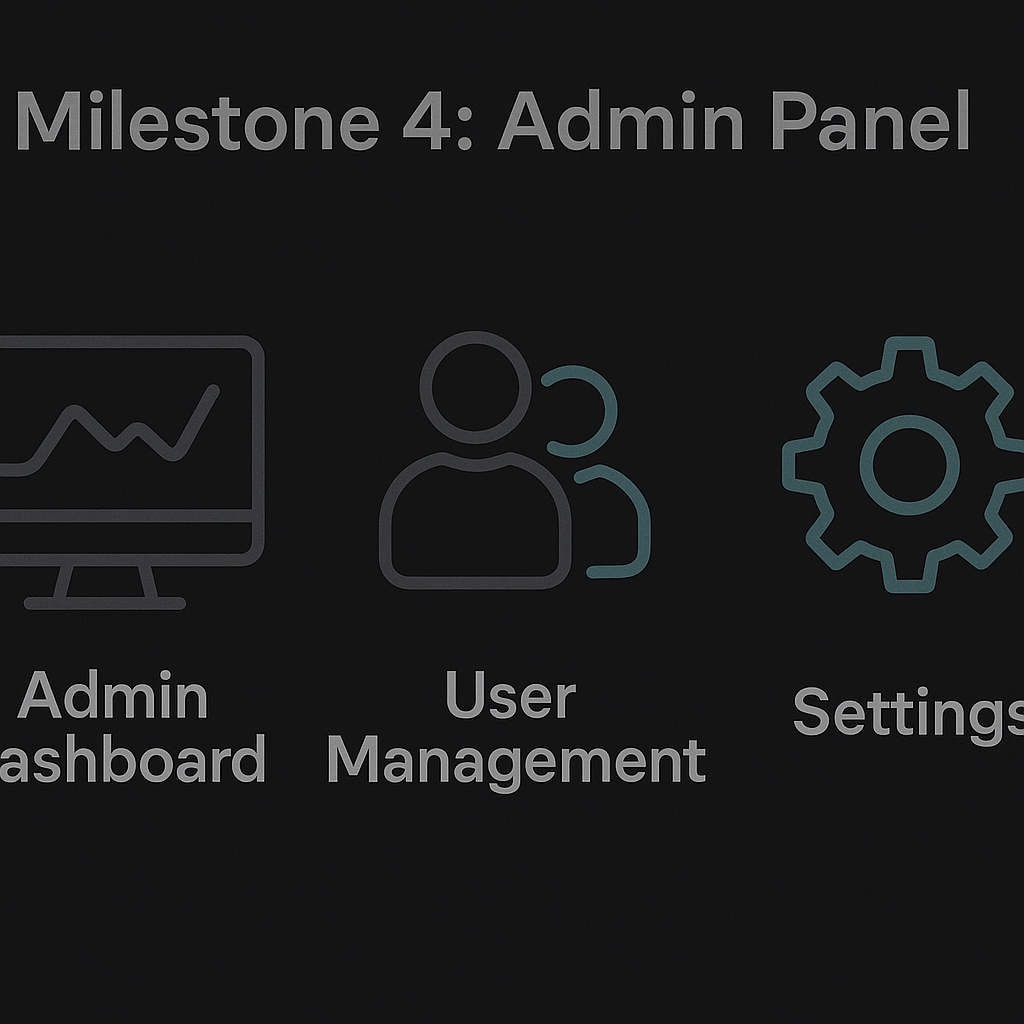 Milestone 4: Admin Panel
Admin
ashboard
User
Management
Settings